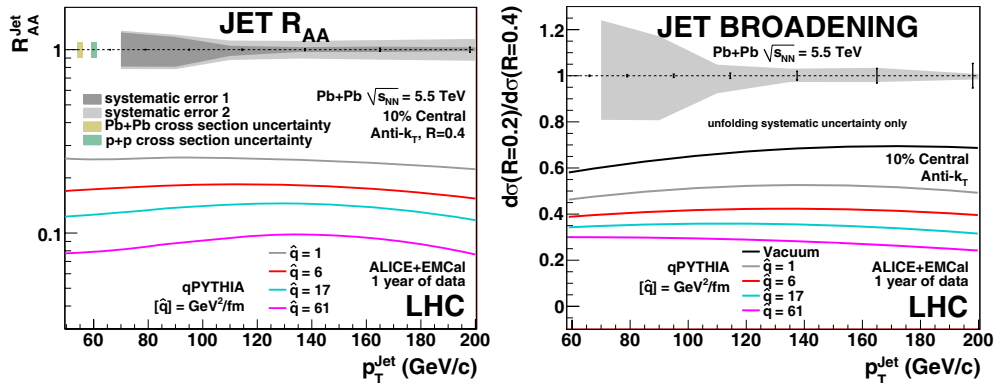 JET R_AA
R_AA^Jet
1
0.1
systematic error 1
systematic error 2
Pb+Pb cross section uncertainty
p+p cross section uncertainty
Pb+Pb √s_NN = 5.5 TeV
10% Central
Anti-k_T, R=0.4
q̂ = 1
q̂ = 6
q̂ = 17
q̂ = 61
qPYTHIA
[q̂] = GeV²/fm
ALICE+EMCal
1 year of data
LHC
60 80 100 120 140 160 180 200
p_T^Jet (GeV/c)
JET BROADENING
dσ(R=0.2)/dσ(R=0.4)
Pb+Pb √s_NN = 5.5 TeV
1.2
1
0.8
0.6
0.4
0.2
0
unfolding systematic uncertainty only
10% Central
Anti-k_T
Vacuum
q̂ = 1
q̂ = 6
q̂ = 17
q̂ = 61
qPYTHIA
[q̂] = GeV²/fm
ALICE+EMCal
1 year of data
LHC
60 80 100 120 140 160 180 200
p_T^Jet (GeV/c)